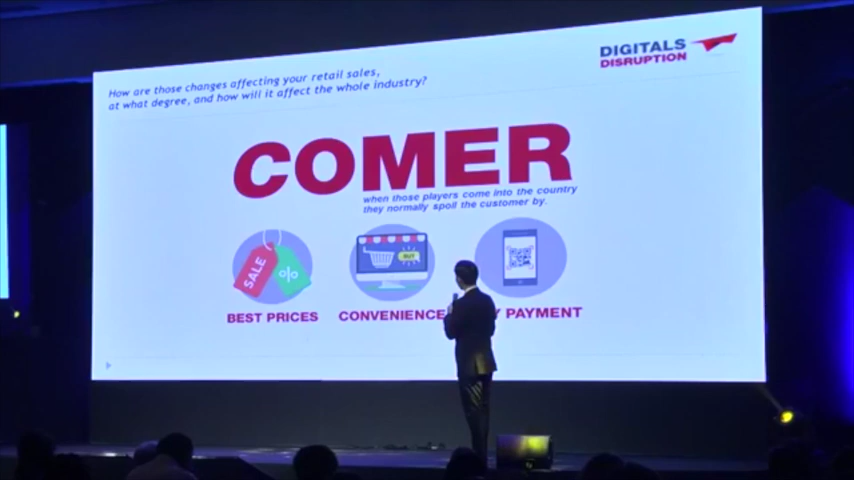 How are those changes affecting your retail sales,
at what degree, and how will it affect the whole industry?
DIGITALS
DISRUPTION
COMER
when those players come into the country
they normally spoil the customer by.
SALE
%
BUY
BEST PRICES
CONVENIENCE
PAYMENT